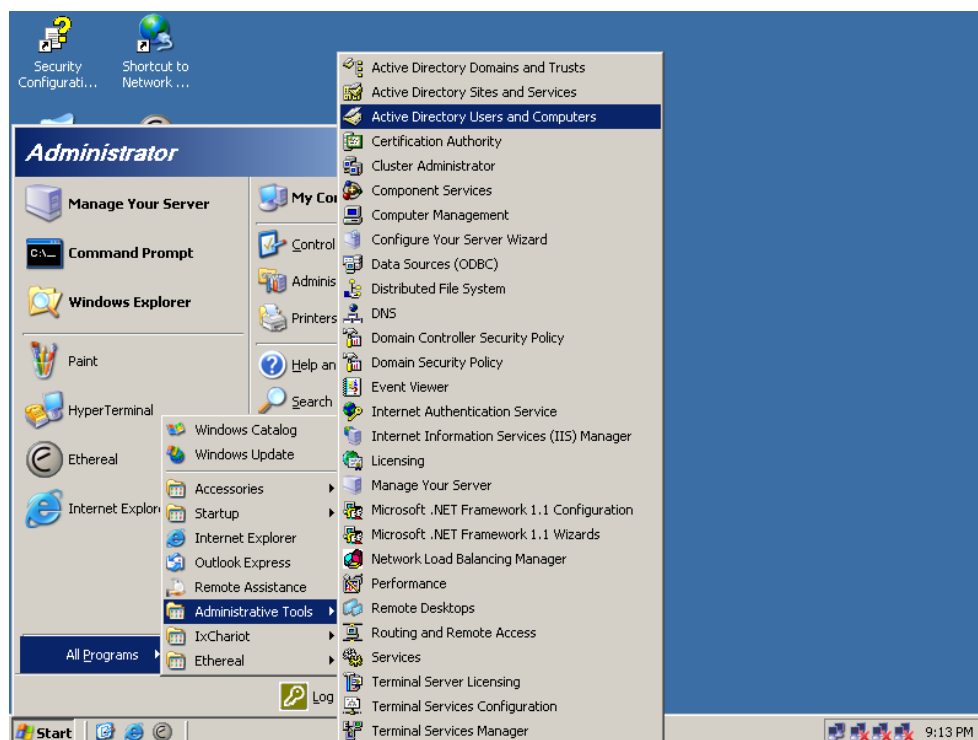 Security
Configurati...
Shortcut to
Network ...
Administrator
Manage Your Server
Command Prompt
Windows Explorer
Paint
HyperTerminal
Ethereal
Internet Explor
All Programs
My Co
Control
Adminis
Printers
Help an
Search
Log
Windows Catalog
Windows Update
Accessories
Startup
Internet Explorer
Outlook Express
Remote Assistance
Administrative Tools
IxChariot
Ethereal
Active Directory Domains and Trusts
Active Directory Sites and Services
Active Directory Users and Computers
Certification Authority
Cluster Administrator
Component Services
Computer Management
Configure Your Server Wizard
Data Sources (ODBC)
Distributed File System
DNS
Domain Controller Security Policy
Domain Security Policy
Event Viewer
Internet Authentication Service
Internet Information Services (IIS) Manager
Licensing
Manage Your Server
Microsoft .NET Framework 1.1 Configuration
Microsoft .NET Framework 1.1 Wizards
Network Load Balancing Manager
Performance
Remote Desktops
Routing and Remote Access
Services
Terminal Server Licensing
Terminal Services Configuration
Terminal Services Manager
Start
9:13 PM